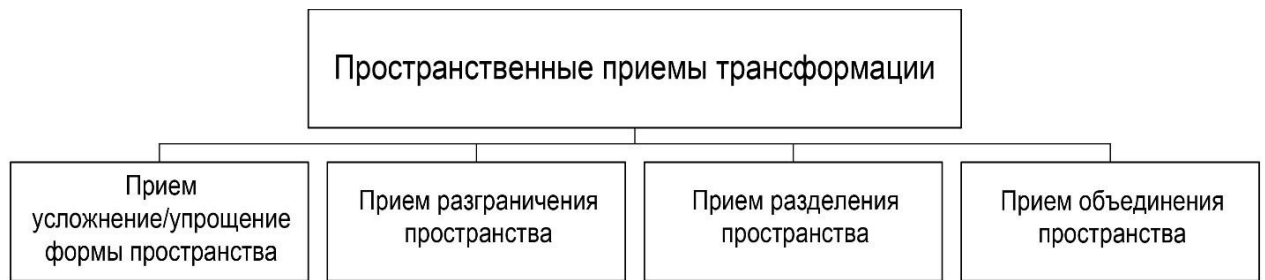 Пространственные приемы трансформации
Прием
усложнение/упрощение
формы пространства
Прием разграничения
пространства
Прием разделения
пространства
Прием объединения
пространства